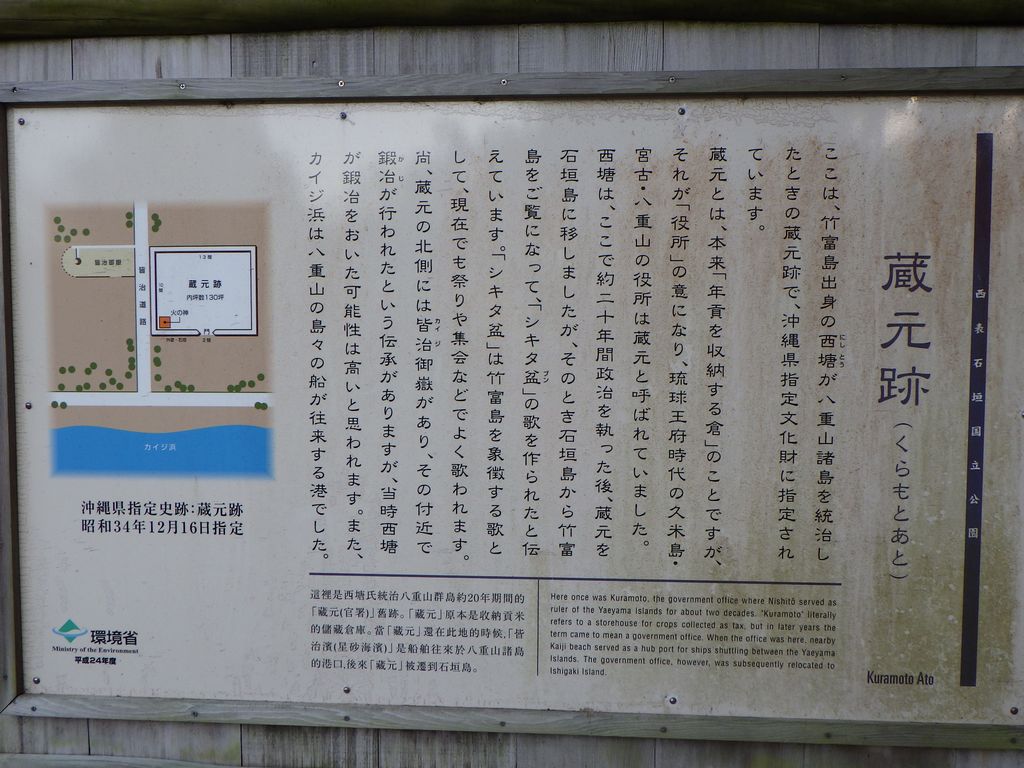 西表石垣国立公園
蔵元跡(くらもとあと)
Kuramoto Ato
ここは、竹富島出身の西塘が八重山諸島を統治し
にしとう
たときの蔵元跡で、沖縄県指定文化財に指定され
ています。
蔵元とは、本来「年貢を収納する倉」のことですが、
それが「役所」の意になり、琉球王府時代の久米島・
宮古・八重山の役所は蔵元と呼ばれていました。
西塘は、ここで約二十年間政治を執った後、蔵元を
石垣島に移しましたが、そのとき石垣島から竹富
島をご覧になって、「シキタ盆」の歌を作られたと伝
ブン
えています。「シキタ盆」は竹富島を象徴する歌と
して、現在でも祭りや集会などでよく歌われます。
尚、蔵元の北側には皆治御嶽があり、その付近で
カイジ
鍛冶が行われたという伝承がありますが、当時西塘
かじ
が鍛冶をおいた可能性は高いと思われます。また、
カイジ浜は八重山の島々の船が往来する港でした。
皆治御嶽
皆治道路
13間
蔵元跡
内坪数130坪
10間
火の神
門
2間
カイジ浜
沖縄県指定史跡:蔵元跡
昭和34年12月16日指定
環境省
Ministry of the Environment
平成24年度
這裡是西塘氏統治八重山群島約20年期間的
「蔵元(官署)」舊跡。「蔵元」原本是收納貢米
的儲藏倉庫。當「蔵元」還在此地的時候,「皆
治濱(星砂海濱)」是船舶往來於八重山諸島
的港口,後來「蔵元」被遷到石垣島。
Here once was Kuramoto, the government office where Nishitō served as
ruler of the Yaeyama Islands for about two decades. "Kuramoto" literally
refers to a storehouse for crops collected as tax, but in later years the
term came to mean a government office. When the office was here, nearby
Kaiji beach served as a hub port for ships shuttling between the Yaeyama
Islands. The government office, however, was subsequently relocated to
Ishigaki Island.